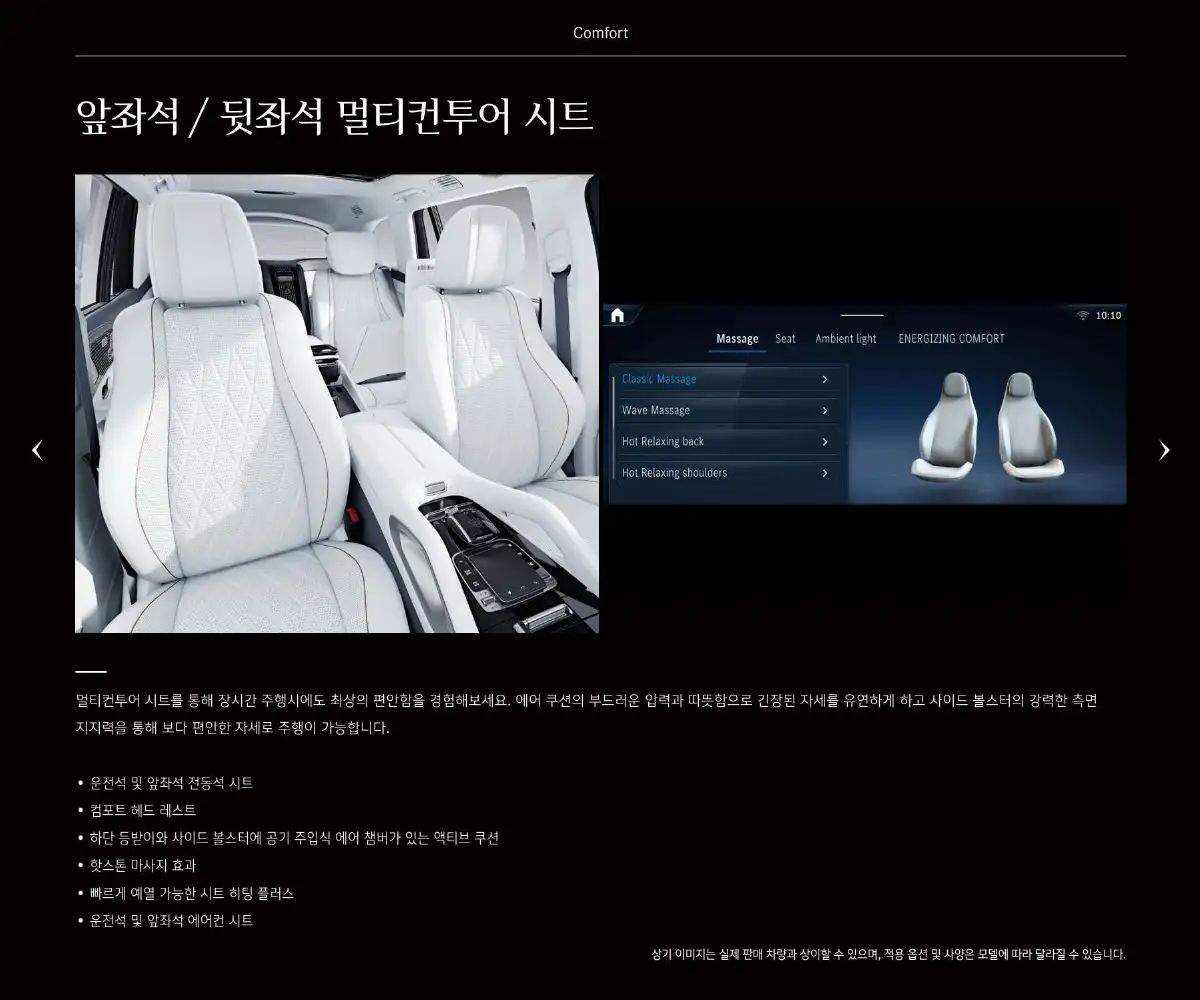 Comfort
앞좌석 / 뒷좌석 멀티컨투어 시트
10:10
Massage Seat Ambient light ENERGIZING COMFORT
Classic Massage
Wave Massage
Hot Relaxing back
Hot Relaxing shoulders
멀티컨투어 시트를 통해 장시간 주행시에도 최상의 편안함을 경험해보세요. 에어 쿠션의 부드러운 압력과 따뜻함으로 긴장된 자세를 유연하게 하고 사이드 볼스터의 강력한 측면
지지력을 통해 보다 편안한 자세로 주행이 가능합니다.
• 운전석 및 앞좌석 전동석 시트
• 컴포트 헤드 레스트
• 하단 등받이와 사이드 볼스터에 공기 주입식 에어 챔버가 있는 액티브 쿠션
• 핫스톤 마사지 효과
• 빠르게 예열 가능한 시트 히팅 플러스
• 운전석 및 앞좌석 에어컨 시트
상기 이미지는 실제 판매 차량과 상이할 수 있으며, 적용 옵션 및 사양은 모델에 따라 달라질 수 있습니다.